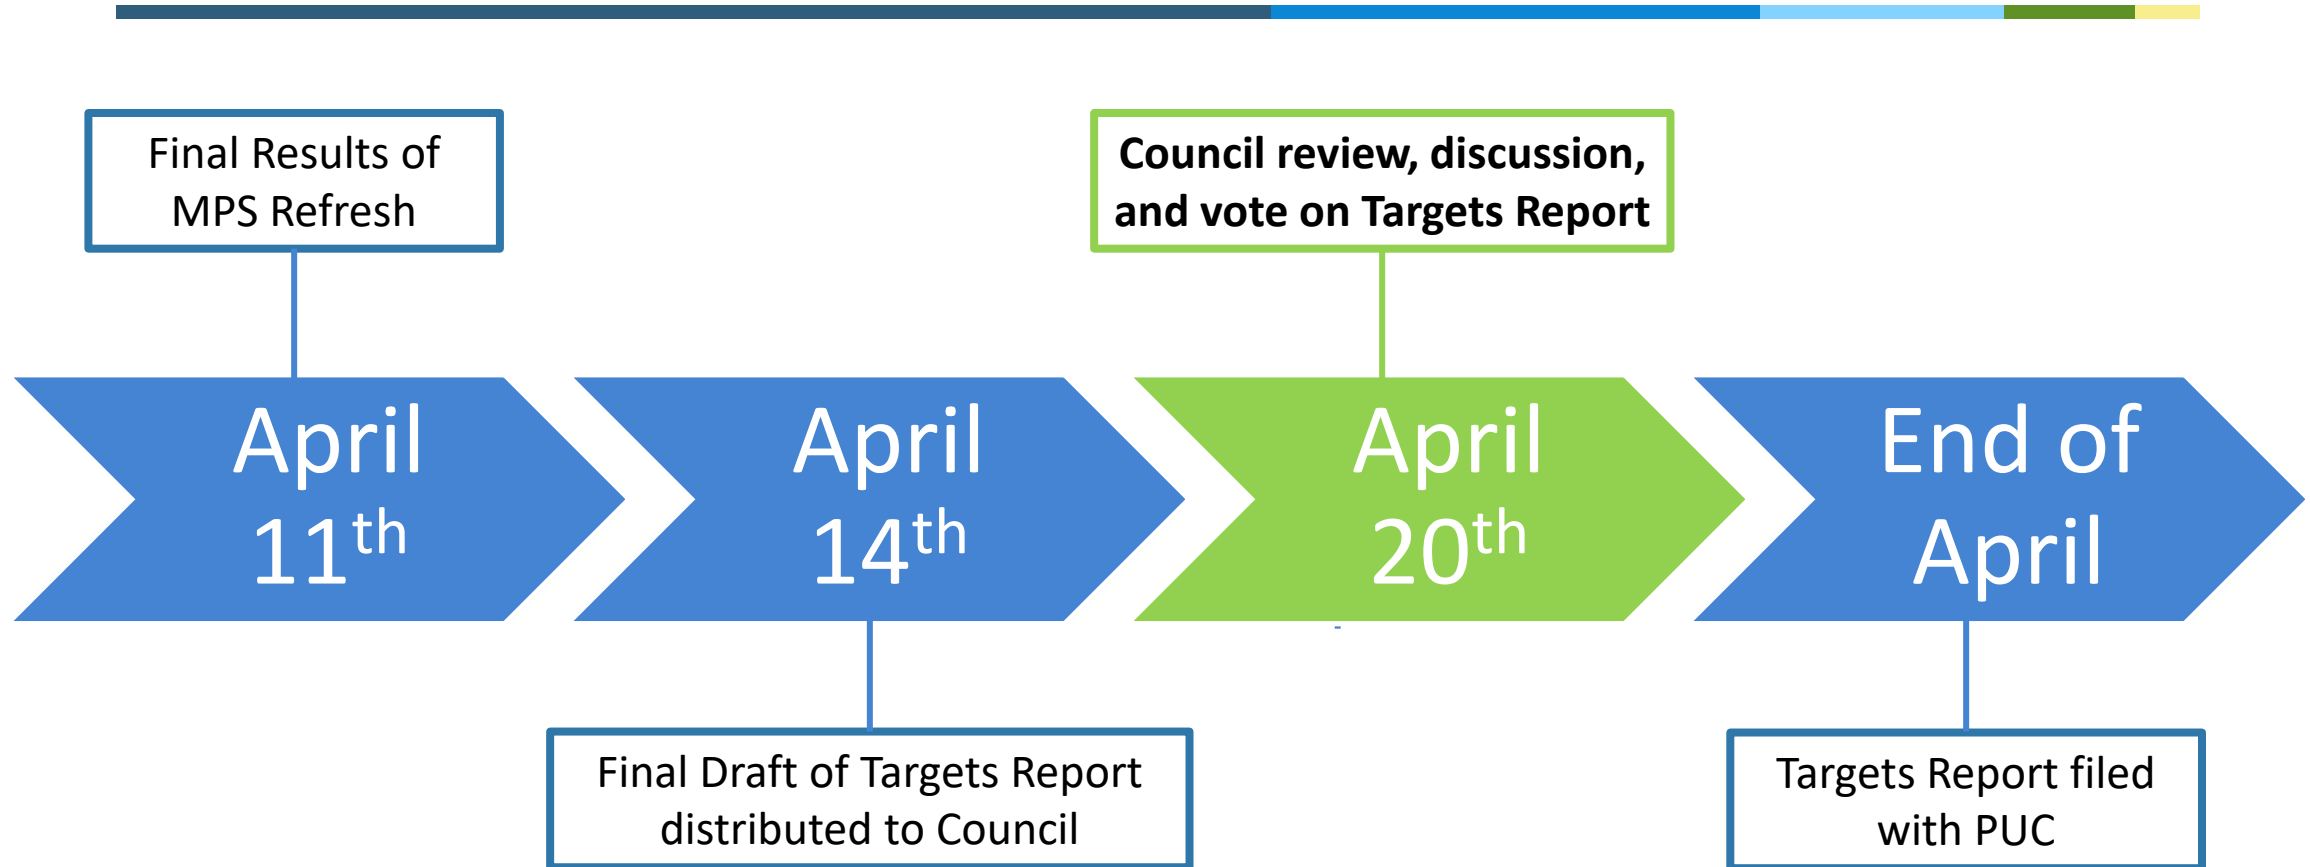 Final Results of
MPS Refresh
Council review, discussion,
and vote on Targets Report
April
11th
April
14th
April
20th
End of
April
Final Draft of Targets Report
distributed to Council
Targets Report filed
with PUC